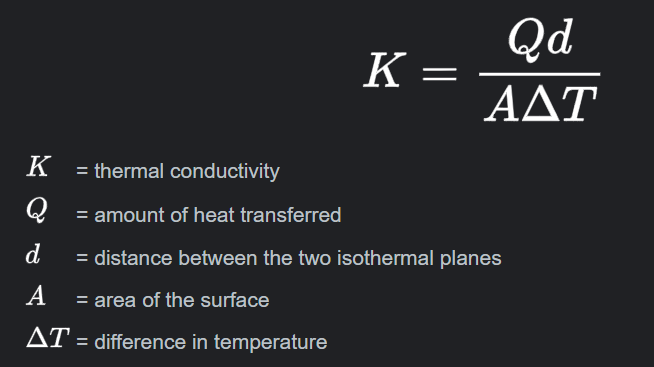 K = Qd / AΔT
K = thermal conductivity
Q = amount of heat transferred
d = distance between the two isothermal planes
A = area of the surface
ΔT = difference in temperature